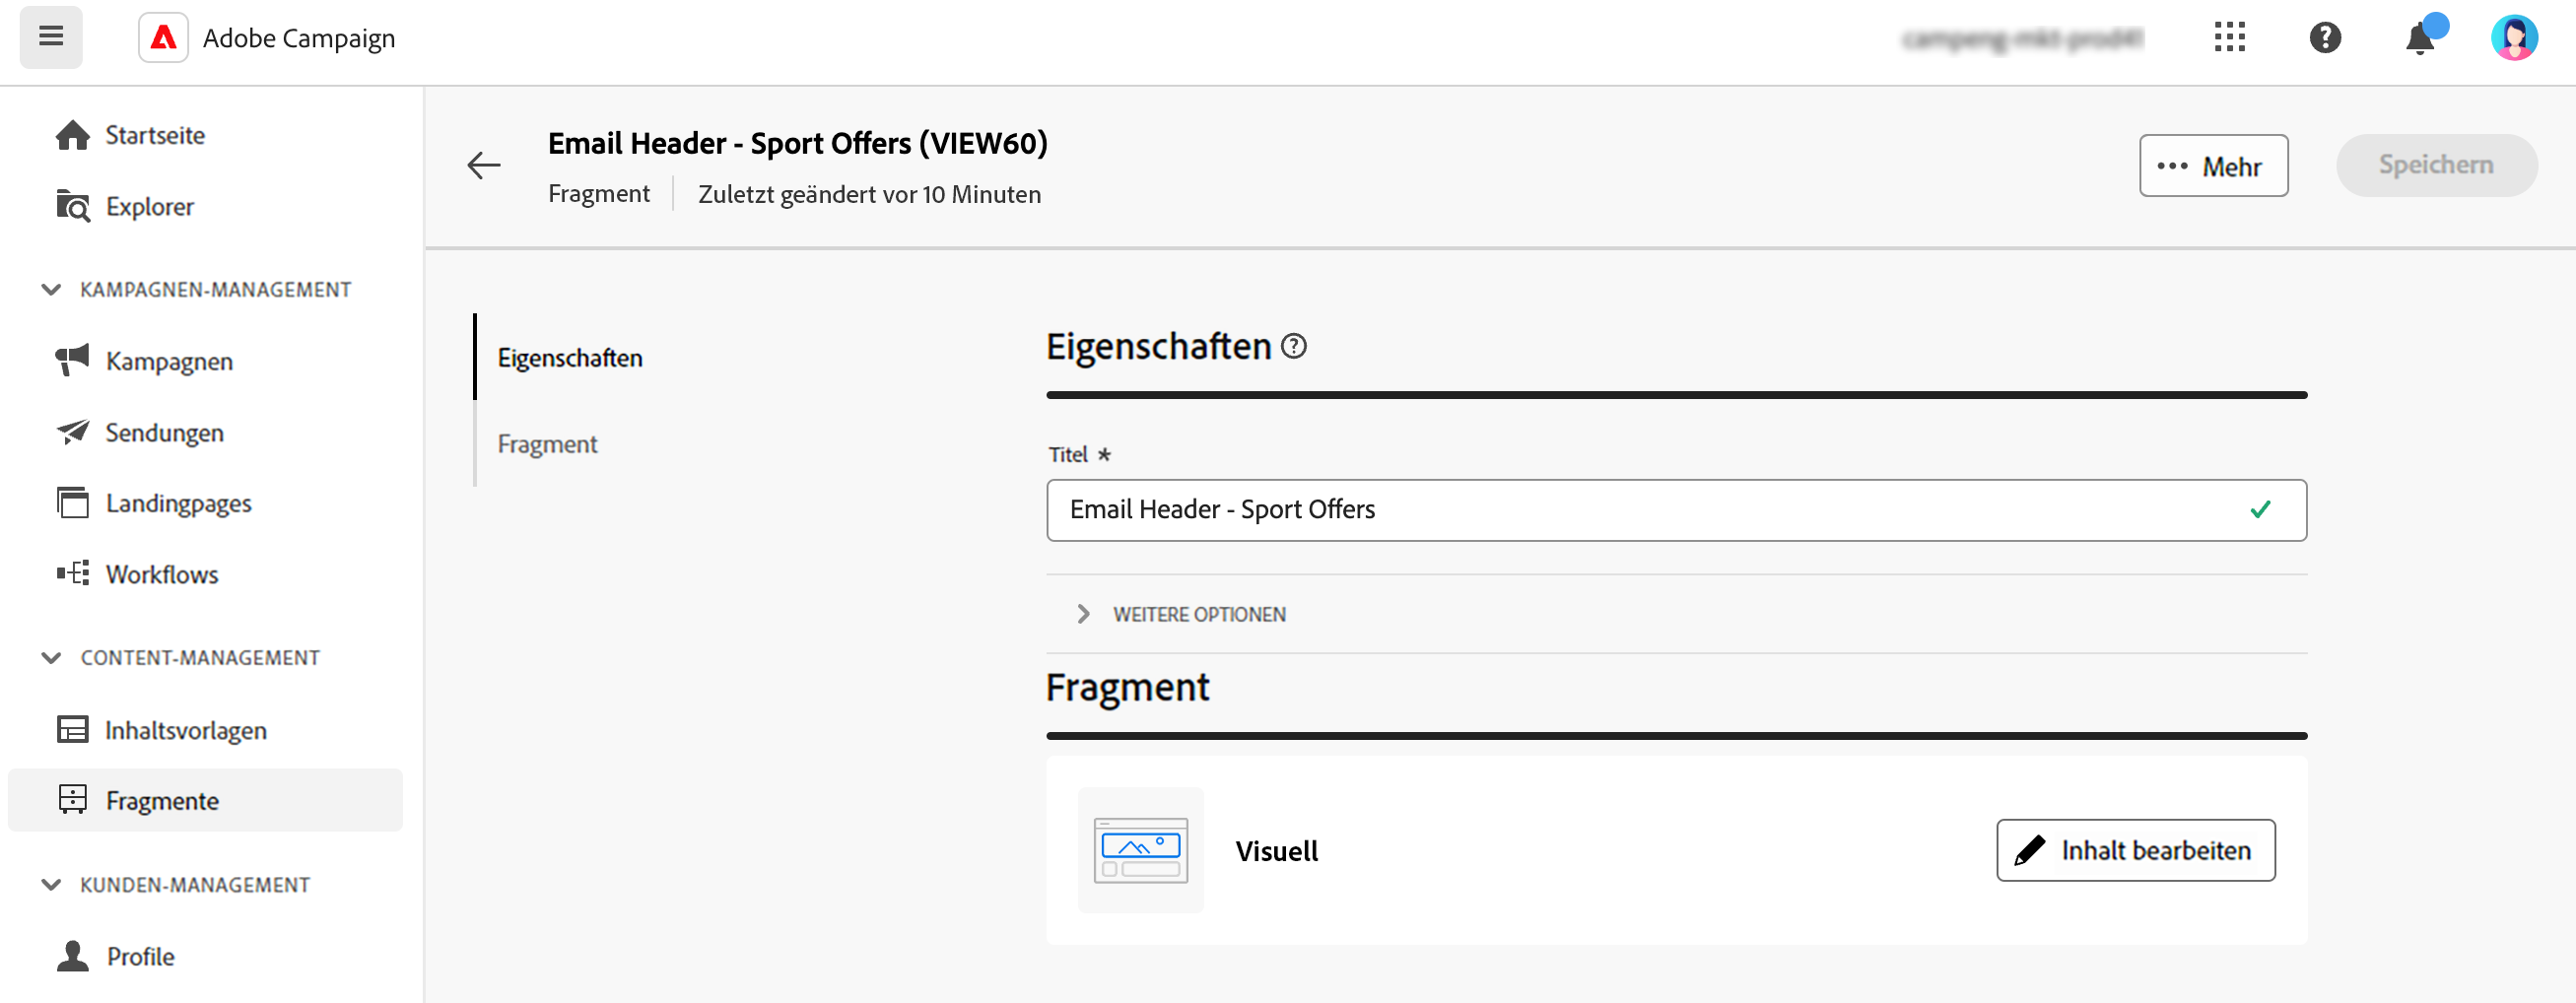 Adobe Campaign
Startseite
Explorer
KAMPAGNEN-MANAGEMENT
Kampagnen
Sendungen
Landingpages
Workflows
CONTENT-MANAGEMENT
Inhaltsvorlagen
Fragmente
KUNDEN-MANAGEMENT
Profile
Email Header - Sport Offers (VIEW60)
Fragment | Zuletzt geändert vor 10 Minuten
••• Mehr
Speichern
Eigenschaften
Fragment
Eigenschaften
Titel *
Email Header - Sport Offers
WEITERE OPTIONEN
Fragment
Visuell
Inhalt bearbeiten